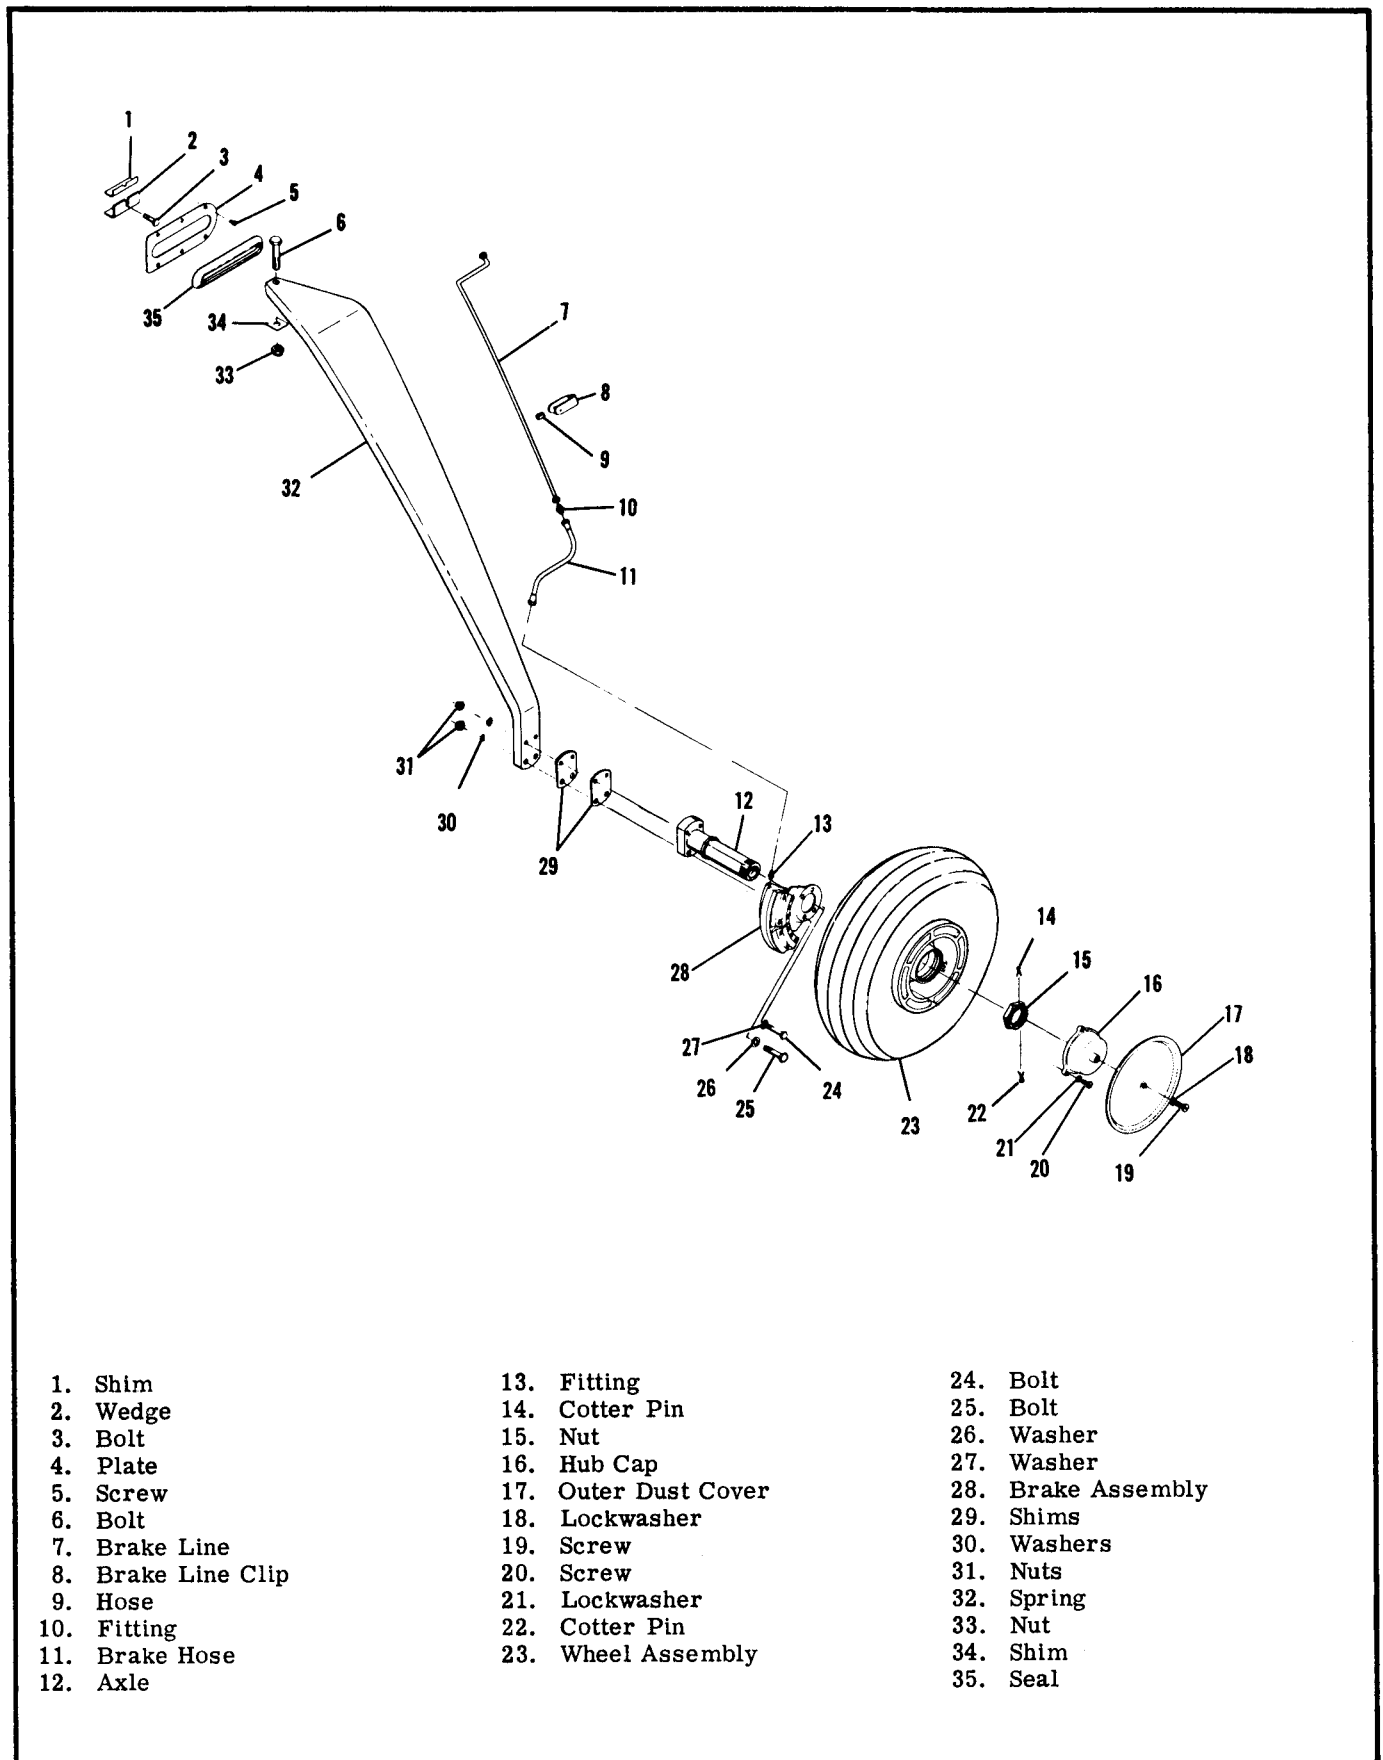 1
2
3
4
5
6
7
8
9
10
11
12
13
14
15
16
17
18
19
20
21
22
23
24
25
26
27
28
29
30
31
32
33
34
35
1. Shim
2. Wedge
3. Bolt
4. Plate
5. Screw
6. Bolt
7. Brake Line
8. Brake Line Clip
9. Hose
10. Fitting
11. Brake Hose
12. Axle
13. Fitting
14. Cotter Pin
15. Nut
16. Hub Cap
17. Outer Dust Cover
18. Lockwasher
19. Screw
20. Screw
21. Lockwasher
22. Cotter Pin
23. Wheel Assembly
24. Bolt
25. Bolt
26. Washer
27. Washer
28. Brake Assembly
29. Shims
30. Washers
31. Nuts
32. Spring
33. Nut
34. Shim
35. Seal